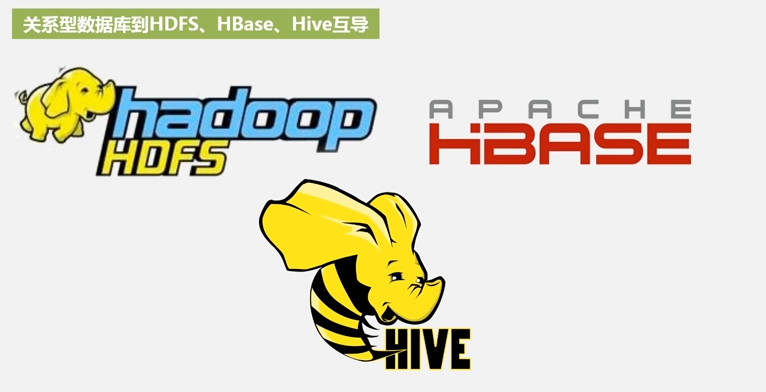 关系型数据库到HDFS、HBase、Hive互导
hadoop
HDFS
APACHE
HBASE
HIVE